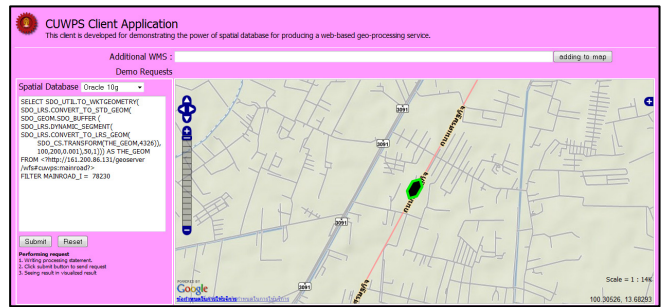 CUWPS Client Application
This client is developed for demonstrating the power of spatial database for producing a web-based geo-processing service.
Additional WMS :
adding to map
Demo Requests
Spatial Database Oracle 10g
SELECT SDO_UTIL.TO_WKTGEOMETRY(
SDO_LRS.CONVERT_TO_STD_GEOM(
SDO_GEOM.SDO_BUFFER (
SDO_LRS.DYNAMIC_SEGMENT(
SDO_LRS.CONVERT_TO_LRS_GEOM(
SDO_CS.TRANSFORM(THE_GEOM,4326)),
100,200,0.001),50,1))) AS THE_GEOM
FROM <?http://161.200.86.131/geoserver
/wfs#cuwps:mainroad?>
FILTER MAINROAD_I = 78230
Submit
Reset
Performing request
1. Writing processing statement.
2. Click submit button to send request
3. Seeing result in visualized result
3091
3091
3091
3091
POWERED BY
Google
Scale = 1 : 14K
100.30526, 13.68293